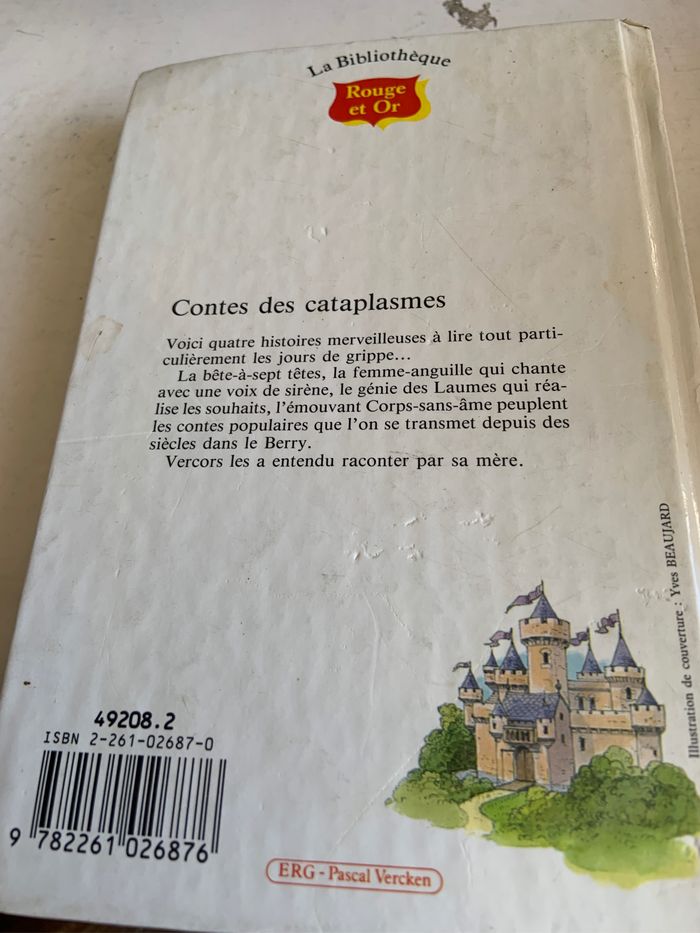 La Bibliothèque
Rouge
et Or
Contes des cataplasmes
Voici quatre histoires merveilleuses à lire tout parti-
culièrement les jours de grippe...
La bête-à-sept têtes, la femme-anguille qui chante
avec une voix de sirène, le génie des Laumes qui réa-
lise les souhaits, l'émouvant Corps-sans-âme peuplent
les contes populaires que l'on se transmet depuis des
siècles dans le Berry.
Vercors les a entendu raconter par sa mère.
Illustration de couverture : Yves BEAUJARD
49208.2
ISBN 2-261-02687-0
9 782261 026876
ERG - Pascal Vercken